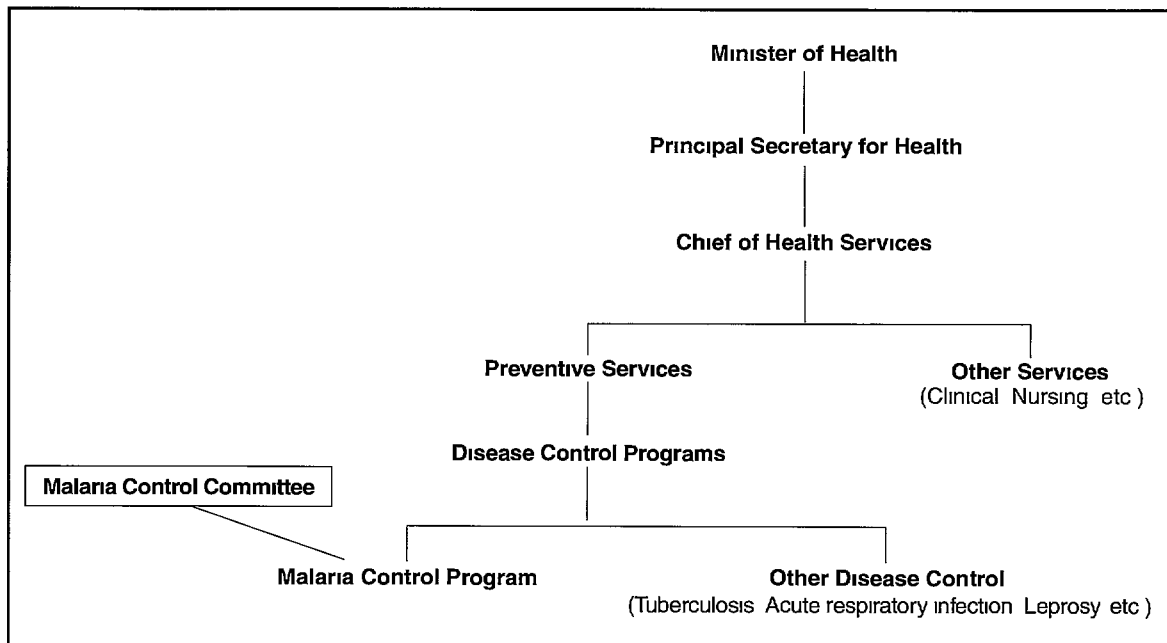 Minister of Health
Principal Secretary for Health
Chief of Health Services
Preventive Services
Other Services
(Clinical Nursing etc )
Disease Control Programs
Malaria Control Committee
Malaria Control Program
Other Disease Control
(Tuberculosis Acute respiratory infection Leprosy etc )